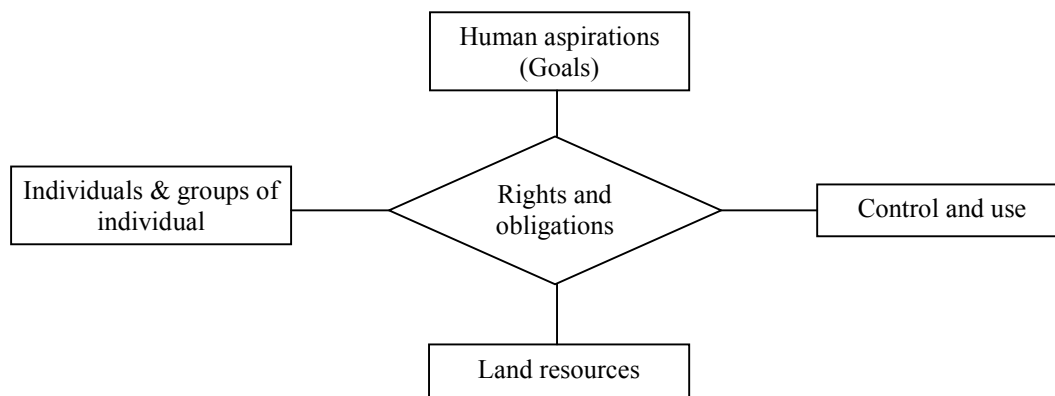 Human aspirations
(Goals)
Individuals & groups of
individual
Rights and
obligations
Control and use
Land resources